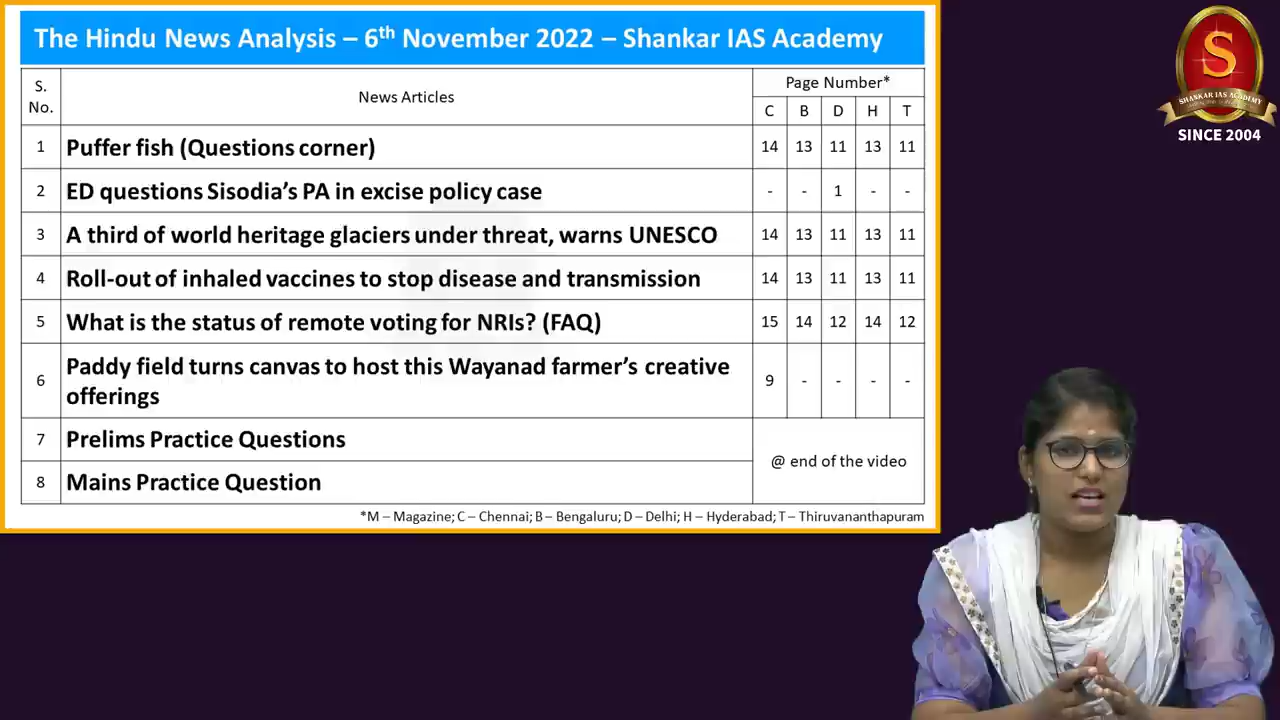 The Hindu News Analysis – 6th November 2022 – Shankar IAS Academy
S. No. News Articles Page Number*
C B D H T
1 Puffer fish (Questions corner) 14 13 11 13 11
2 ED questions Sisodia's PA in excise policy case - - 1 - -
3 A third of world heritage glaciers under threat, warns UNESCO 14 13 11 13 11
4 Roll-out of inhaled vaccines to stop disease and transmission 14 13 11 13 11
5 What is the status of remote voting for NRIs? (FAQ) 15 14 12 14 12
6 Paddy field turns canvas to host this Wayanad farmer's creative
offerings 9 - - - -
7 Prelims Practice Questions
@ end of the video
8 Mains Practice Question
*M – Magazine; C – Chennai; B – Bengaluru; D – Delhi; H – Hyderabad; T – Thiruvananthapuram
S
SHANKAR IAS ACADEMY
SINCE 2004